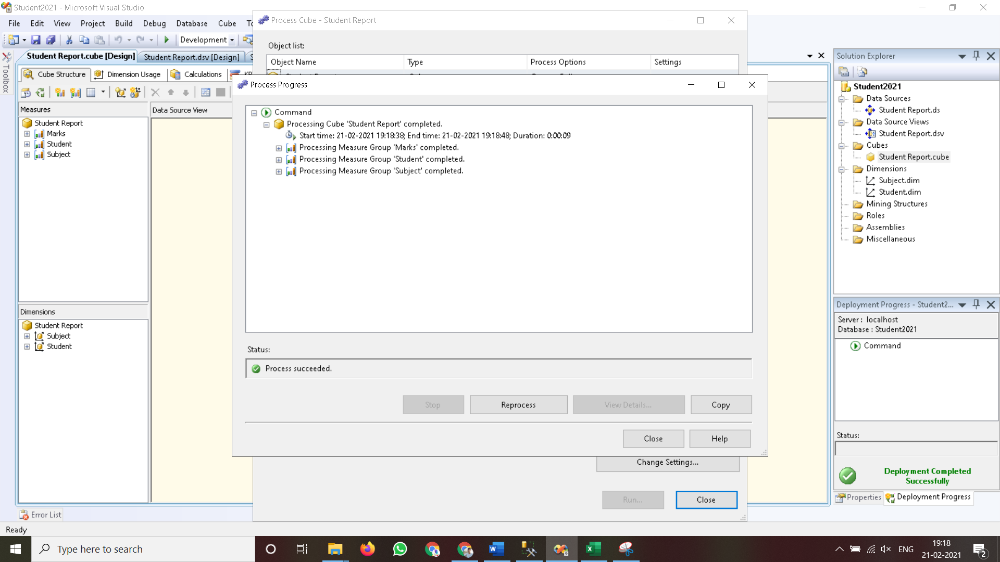 Student2021 - Microsoft Visual Studio
File Edit View Project Build Debug Database Cube
Development
Student Report.cube [Design] Student Report.dsv [Design]
Cube Structure Dimension Usage Calculations
Toolbox
Measures
Student Report
Marks
Student
Subject
Data Source View
Dimensions
Student Report
Subject
Student
Process Cube - Student Report
Object list:
Object Name Type Process Options Settings
Process Progress
Command
Processing Cube 'Student Report' completed.
Start time: 21-02-2021 19:18:38; End time: 21-02-2021 19:18:48; Duration: 0:00:09
Processing Measure Group 'Marks' completed.
Processing Measure Group 'Student' completed.
Processing Measure Group 'Subject' completed.
Status:
Process succeeded.
Stop Reprocess View Details... Copy
Close Help
Change Settings...
Run... Close
Solution Explorer
Student2021
Data Sources
Student Report.ds
Data Source Views
Student Report.dsv
Cubes
Student Report.cube
Dimensions
Subject.dim
Student.dim
Mining Structures
Roles
Assemblies
Miscellaneous
Deployment Progress - Student2...
Server : localhost
Database : Student2021
Command
Status:
Deployment Completed
Successfully
Properties Deployment Progress
Error List
Ready
Type here to search
ENG
19:18
21-02-2021
2